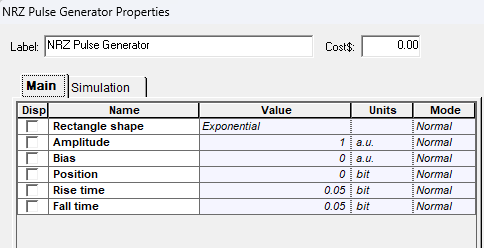 NRZ Pulse Generator Properties
Label: NRZ Pulse Generator Cost$: 0.00
Main Simulation
Disp Name Value Units Mode
Rectangle shape Exponential Normal
Amplitude 1 a.u. Normal
Bias 0 a.u. Normal
Position 0 bit Normal
Rise time 0.05 bit Normal
Fall time 0.05 bit Normal